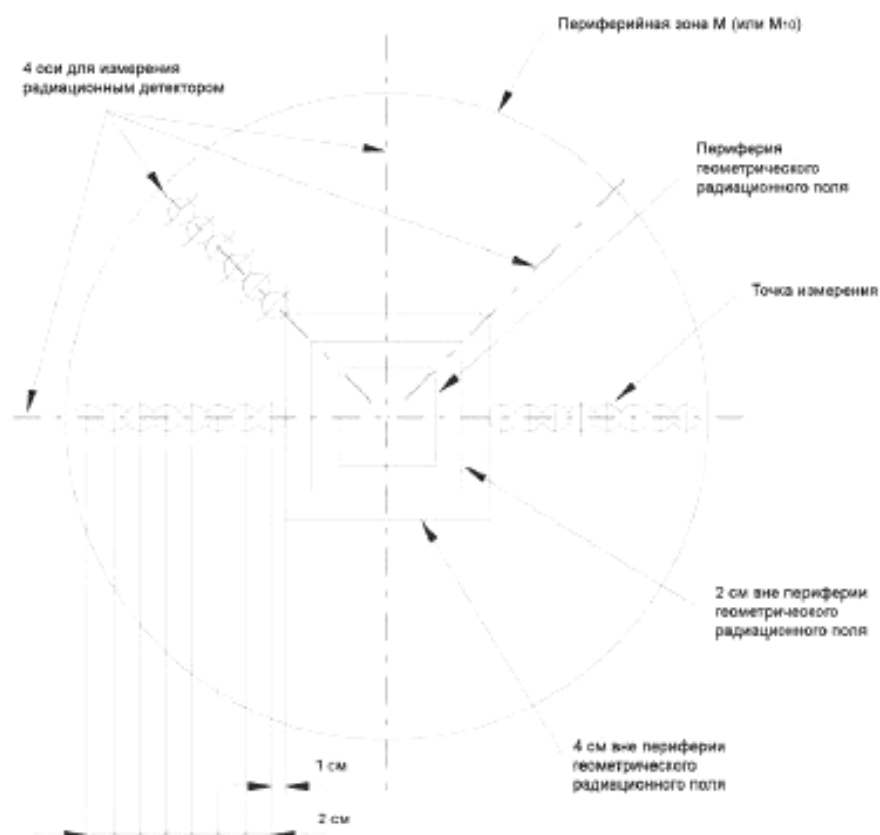 Периферийная зона М (или М10)
4 оси для измерения
радиационным детектором
Периферия
геометрического
радиационного поля
Точка измерения
2 см вне периферии
геометрического
радиационного поля
4 см вне периферии
геометрического
радиационного поля
1 см
2 см